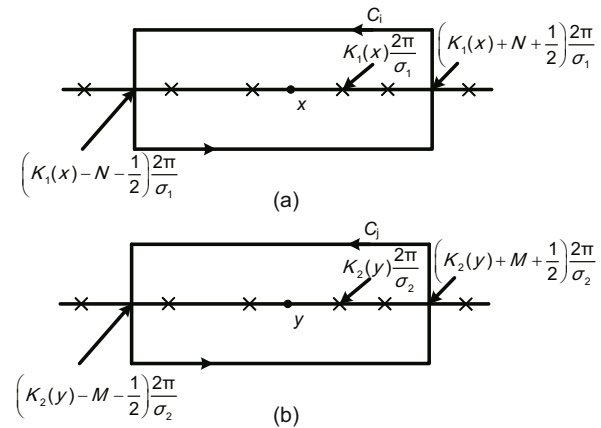 C_i
K_1(x) 2π/σ_1
(K_1(x) + N + 1/2) 2π/σ_1
x
(K_1(x) − N − 1/2) 2π/σ_1
(a)
C_j
K_2(y) 2π/σ_2
(K_2(y) + M + 1/2) 2π/σ_2
y
(K_2(y) − M − 1/2) 2π/σ_2
(b)